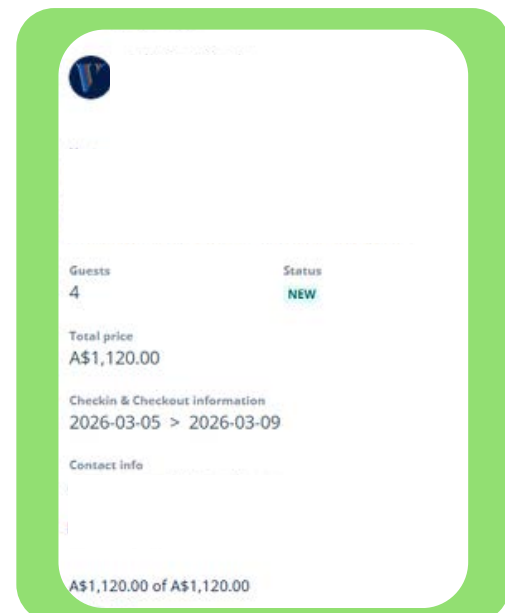 Guests
Status
4
NEW
Total price
A$1,120.00
Checkin & Checkout information
2026-03-05 > 2026-03-09
Contact info
A$1,120.00 of A$1,120.00